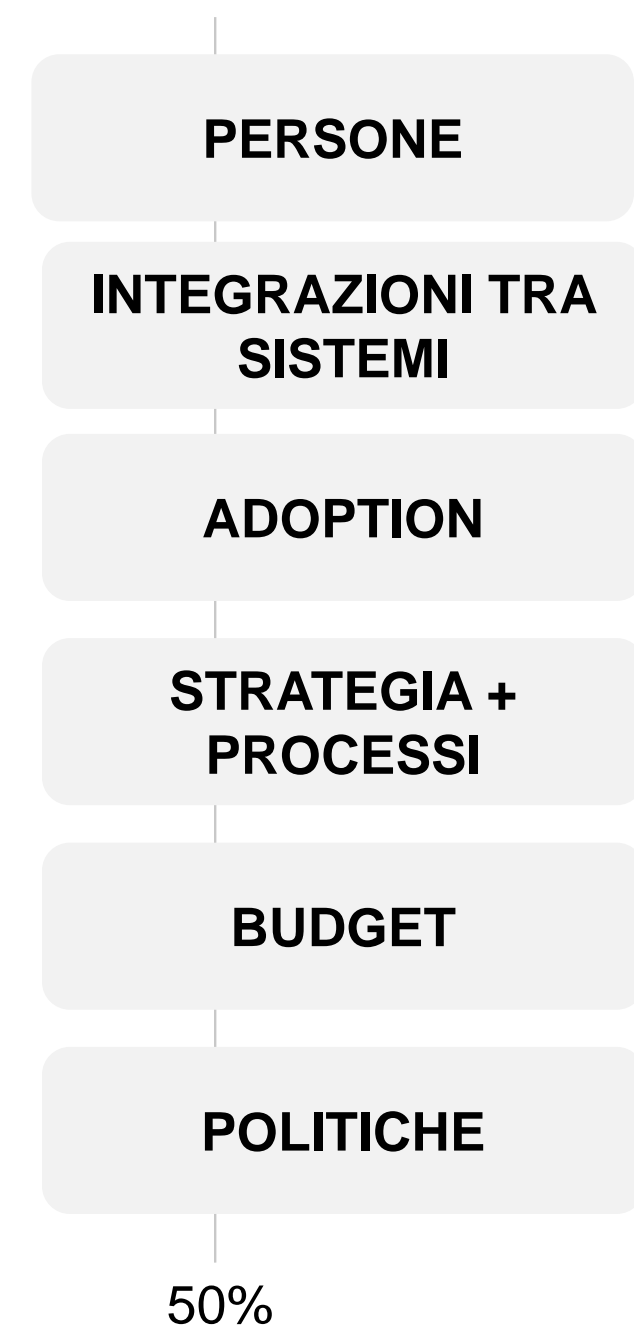 PERSONE
INTEGRAZIONI TRA
SISTEMI
ADOPTION
STRATEGIA +
PROCESSI
BUDGET
POLITICHE
50%